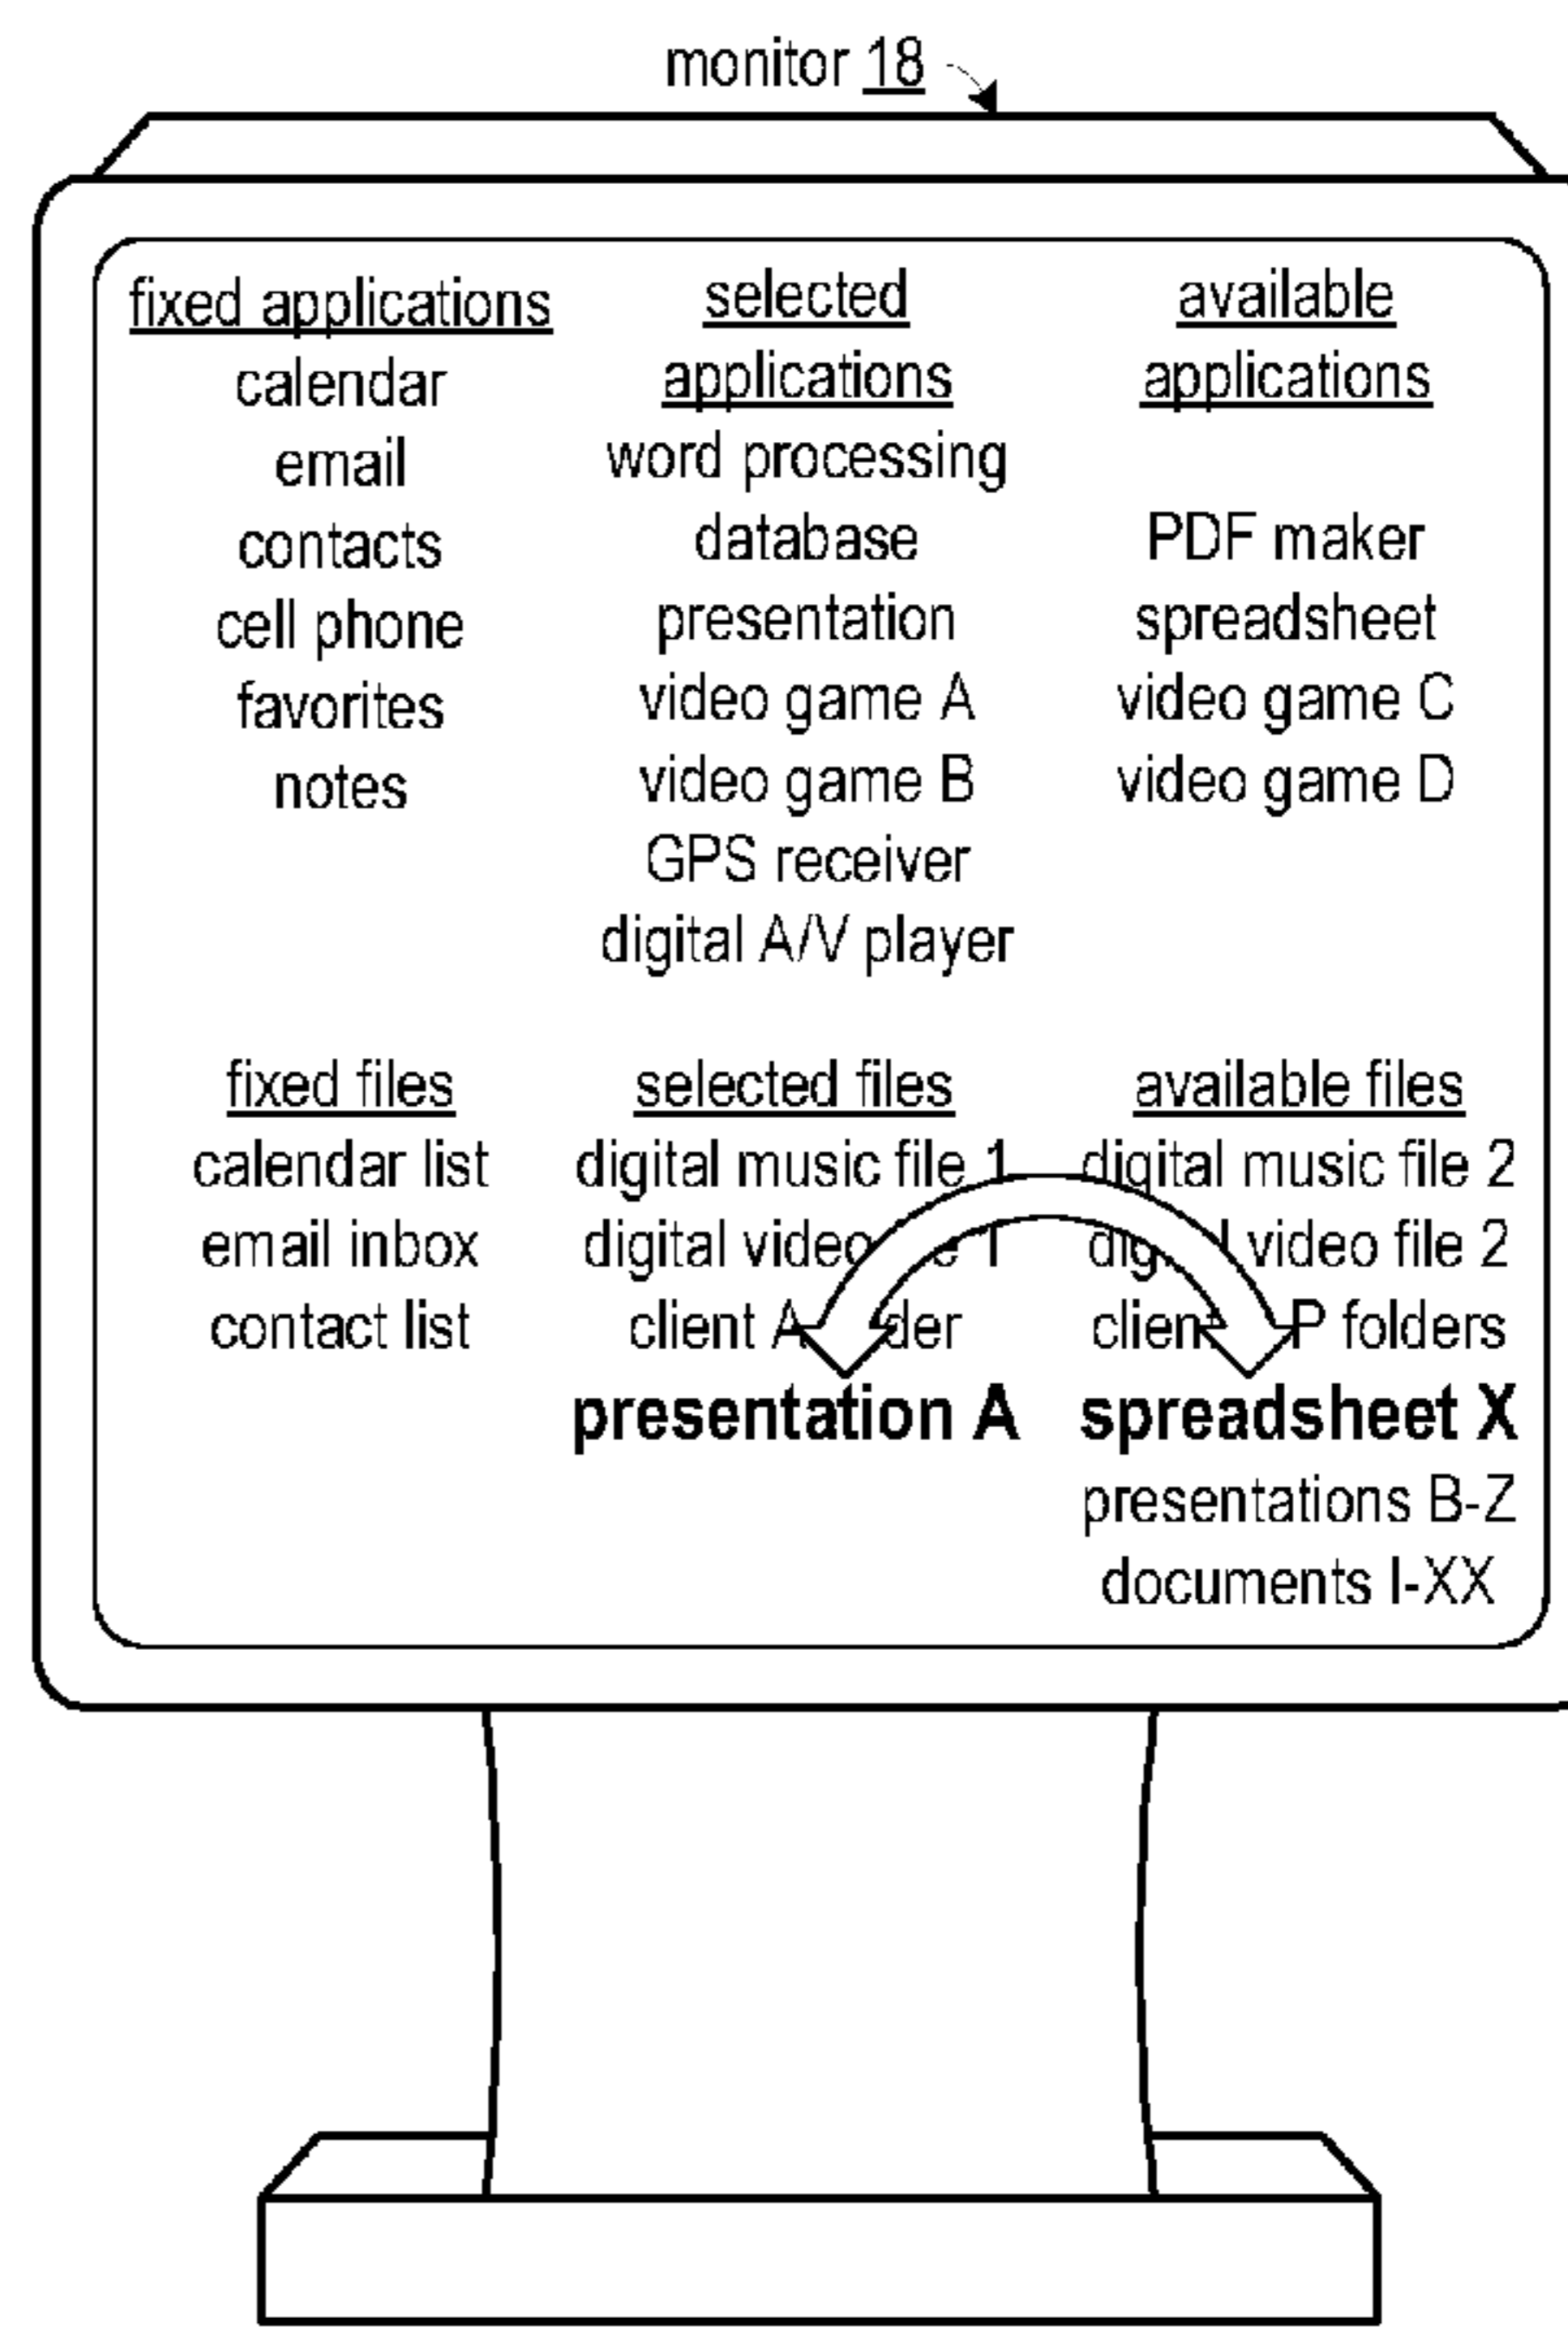 monitor 18
fixed applications
calendar
email
contacts
cell phone
favorites
notes
selected
applications
word processing
database
presentation
video game A
video game B
GPS receiver
digital A/V player
available
applications
PDF maker
spreadsheet
video game C
video game D
fixed files
calendar list
email inbox
contact list
selected files
digital music file 1
digital video 1
client A
presentation A
available files
digital music file 2
video file 2
P folders
spreadsheet X
presentations B-Z
documents I-XX